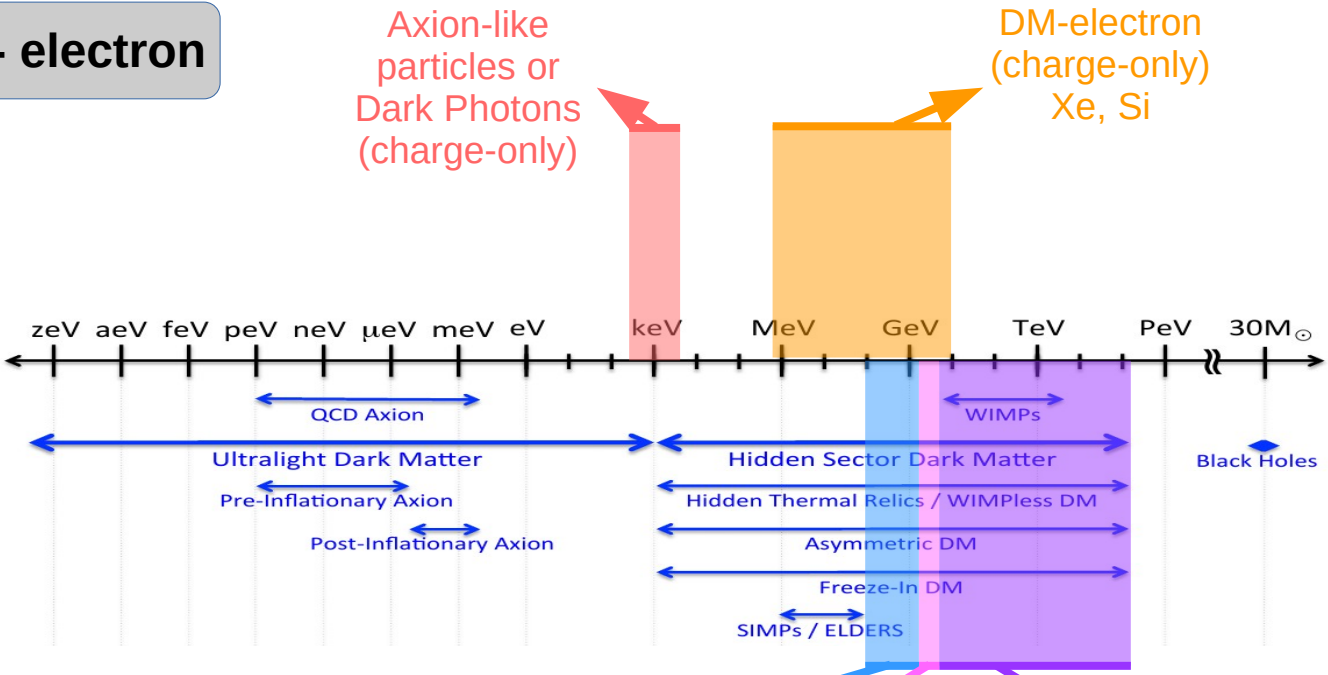 - electron
Axion-like
particles or
Dark Photons
(charge-only)
DM-electron
(charge-only)
Xe, Si
zeV aeV feV peV neV μeV meV eV keV MeV GeV TeV PeV 30M☉
QCD Axion
WIMPs
Ultralight Dark Matter
Hidden Sector Dark Matter
Black Holes
Pre-Inflationary Axion
Hidden Thermal Relics / WIMPless DM
Post-Inflationary Axion
Asymmetric DM
Freeze-In DM
SIMPs / ELDERS